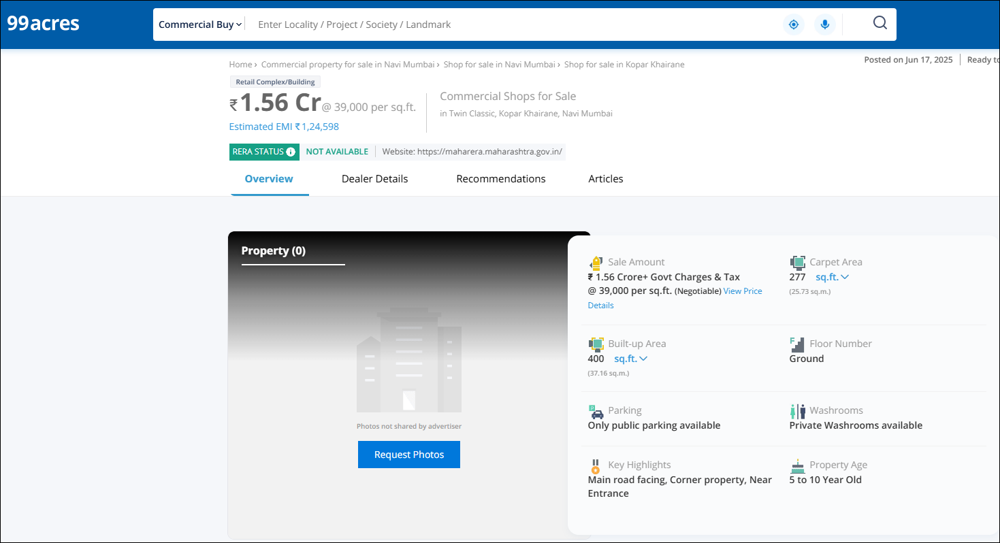 99acres
Commercial Buy
Enter Locality / Project / Society / Landmark
Posted on Jun 17, 2025
Home › Commercial property for sale in Navi Mumbai › Shop for sale in Navi Mumbai › Shop for sale in Kopar Khairane
Retail Complex/Building
₹ 1.56 Cr @ 39,000 per sq.ft.
Commercial Shops for Sale
in Twin Classic, Kopar Khairane, Navi Mumbai
Estimated EMI ₹ 1,24,598
RERA STATUS i NOT AVAILABLE Website: https://maharera.maharashtra.gov.in/
Overview Dealer Details Recommendations Articles
Property (0)
Photos not shared by advertiser
Request Photos
Sale Amount
₹ 1.56 Crore+ Govt Charges & Tax
@ 39,000 per sq.ft. (Negotiable) View Price
Details
Carpet Area
277 sq.ft.
(25.73 sq.m.)
Built-up Area
400 sq.ft.
(37.16 sq.m.)
F
Floor Number
Ground
P
Parking
Only public parking available
Washrooms
Private Washrooms available
Key Highlights
Main road facing, Corner property, Near
Entrance
Property Age
5 to 10 Year Old